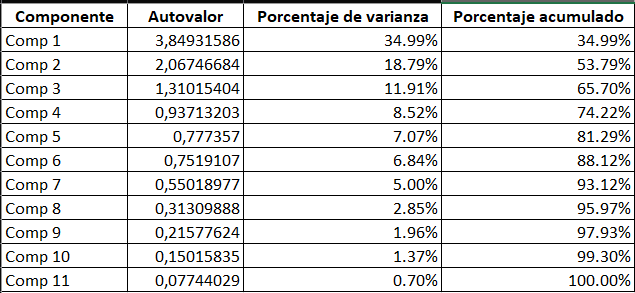 Componente Autovalor Porcentaje de varianza Porcentaje acumulado
Comp 1 3,84931586 34.99% 34.99%
Comp 2 2,06746684 18.79% 53.79%
Comp 3 1,31015404 11.91% 65.70%
Comp 4 0,93713203 8.52% 74.22%
Comp 5 0,777357 7.07% 81.29%
Comp 6 0,7519107 6.84% 88.12%
Comp 7 0,55018977 5.00% 93.12%
Comp 8 0,31309888 2.85% 95.97%
Comp 9 0,21577624 1.96% 97.93%
Comp 10 0,15015835 1.37% 99.30%
Comp 11 0,07744029 0.70% 100.00%